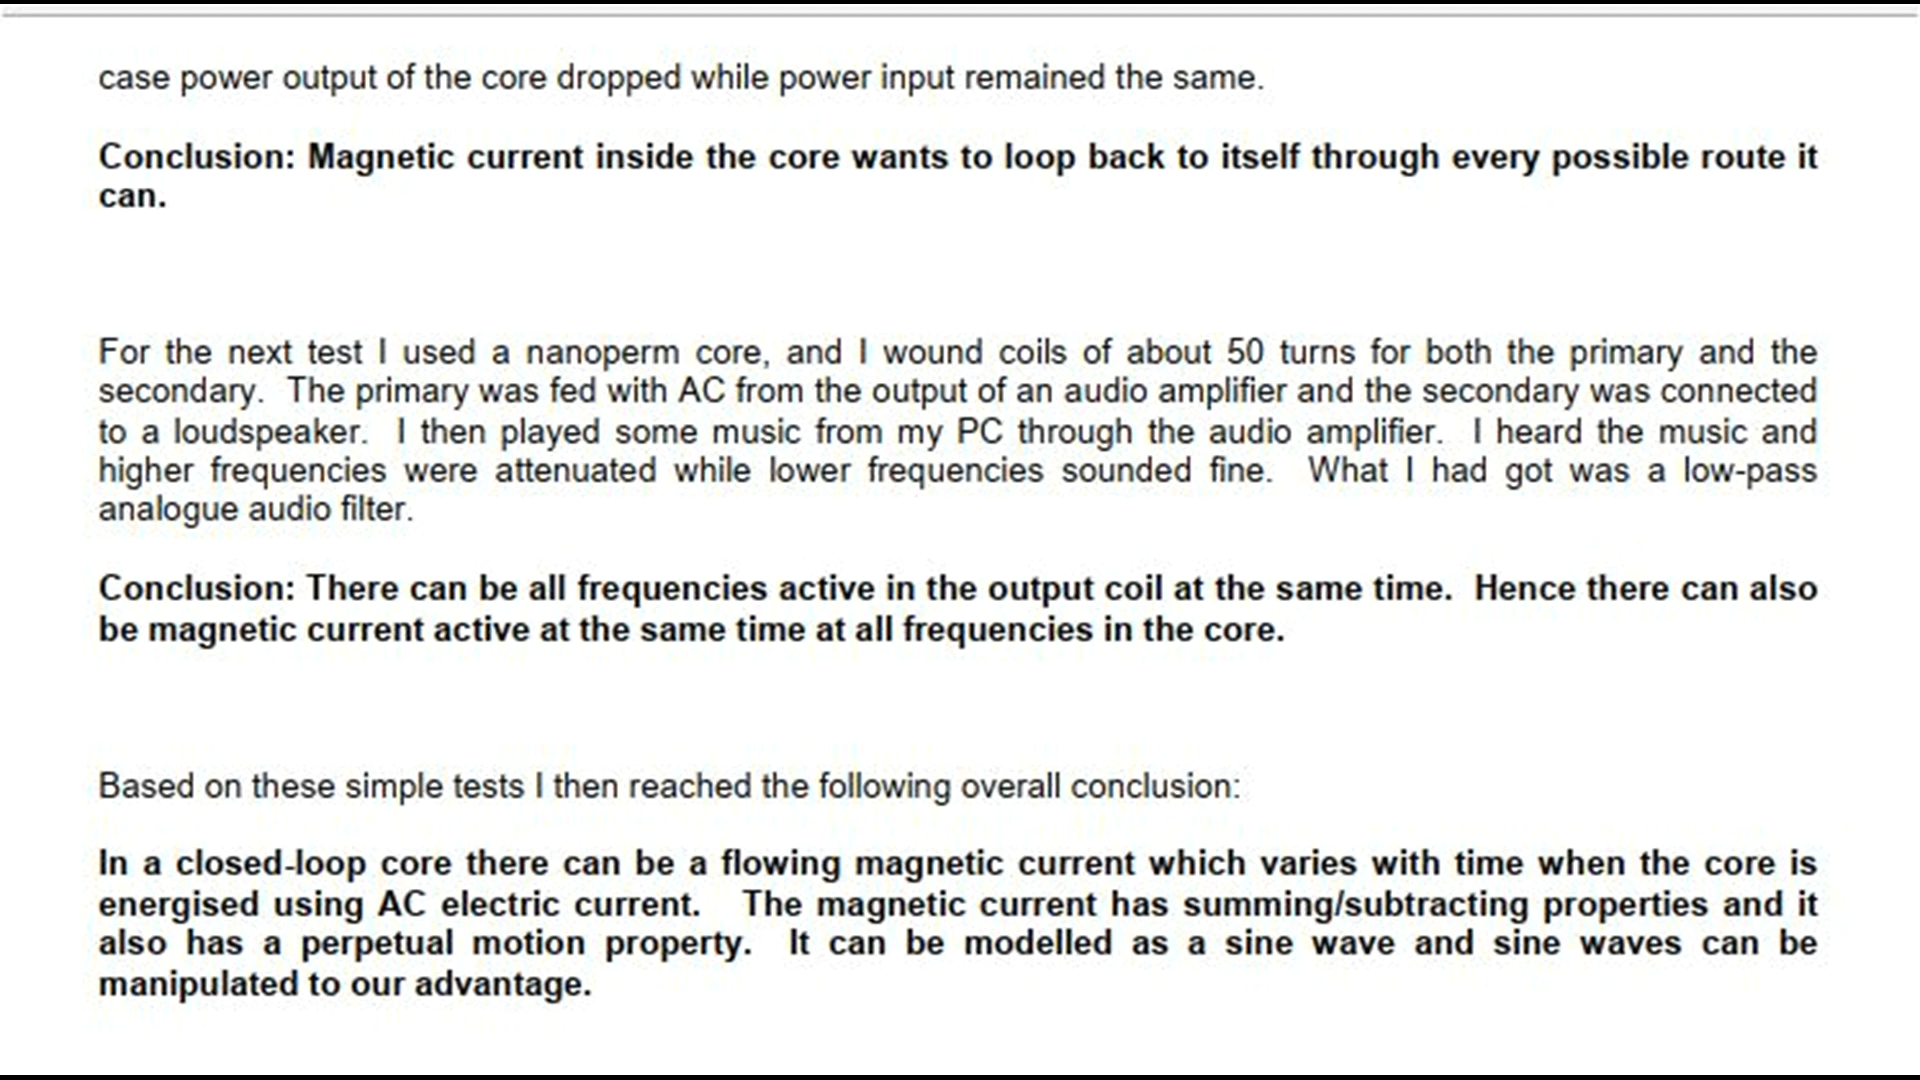 case power output of the core dropped while power input remained the same.
Conclusion: Magnetic current inside the core wants to loop back to itself through every possible route it
can.
For the next test I used a nanoperm core, and I wound coils of about 50 turns for both the primary and the
secondary. The primary was fed with AC from the output of an audio amplifier and the secondary was connected
to a loudspeaker. I then played some music from my PC through the audio amplifier. I heard the music and
higher frequencies were attenuated while lower frequencies sounded fine. What I had got was a low-pass
analogue audio filter.
Conclusion: There can be all frequencies active in the output coil at the same time. Hence there can also
be magnetic current active at the same time at all frequencies in the core.
Based on these simple tests I then reached the following overall conclusion:
In a closed-loop core there can be a flowing magnetic current which varies with time when the core is
energised using AC electric current. The magnetic current has summing/subtracting properties and it
also has a perpetual motion property. It can be modelled as a sine wave and sine waves can be
manipulated to our advantage.